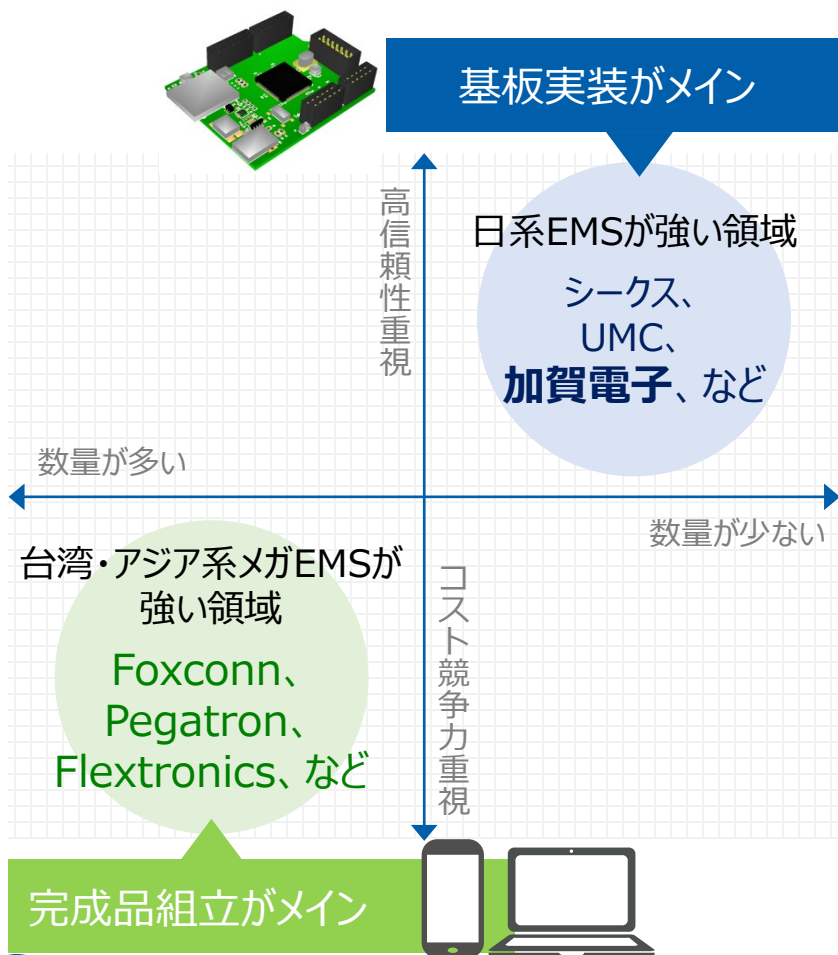 基板実装がメイン
高信頼性重視
日系EMSが強い領域
シークス、
UMC、
加賀電子、など
数量が多い
数量が少ない
台湾・アジア系メガEMSが
強い領域
Foxconn、
Pegatron、
Flextronics、など
コスト競争力重視
完成品組立がメイン